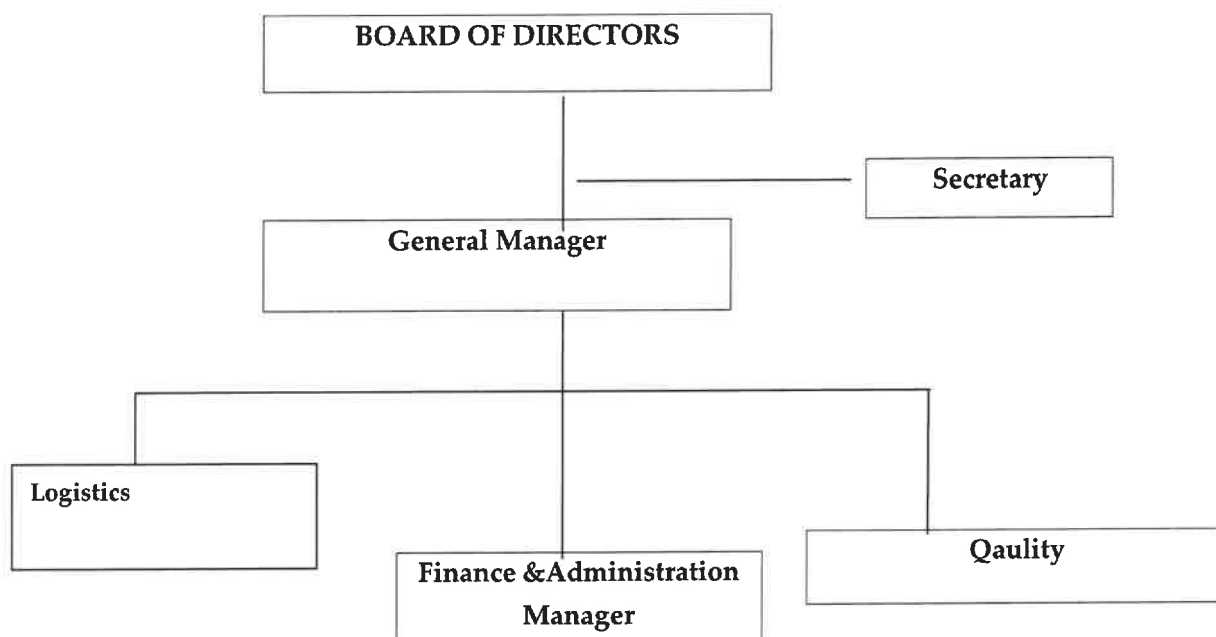 BOARD OF DIRECTORS
Secretary
General Manager
Logistics
Finance &Administration
Manager
Qaulity